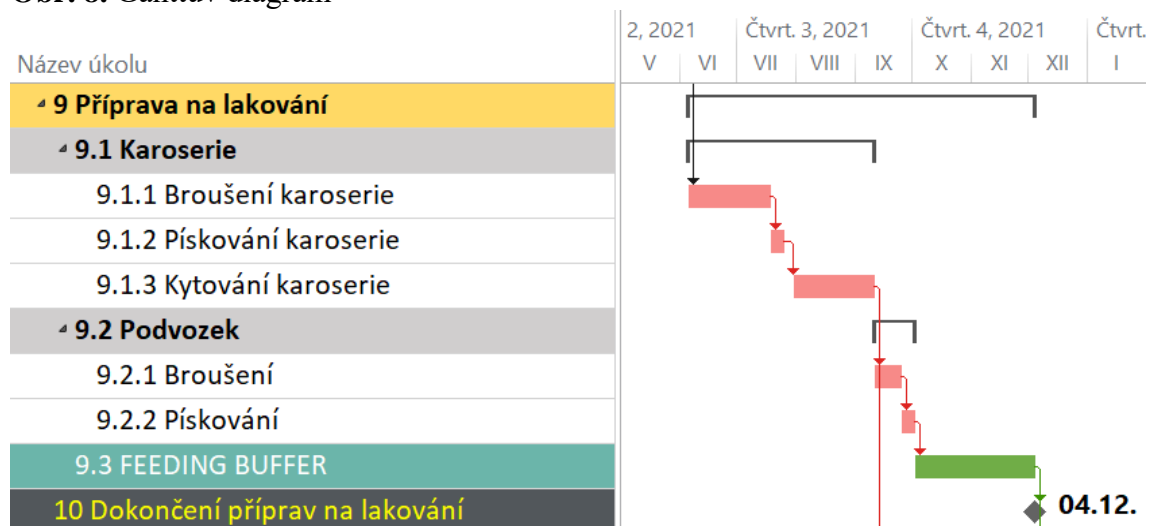 Obr. 8: Ganttův diagram
2, 2021 Čtvrt. 3, 2021 Čtvrt. 4, 2021 Čtvrt.
Název úkolu V VI VII VIII IX X XI XII I
9 Příprava na lakování
9.1 Karoserie
9.1.1 Broušení karoserie
9.1.2 Pískování karoserie
9.1.3 Kytování karoserie
9.2 Podvozek
9.2.1 Broušení
9.2.2 Pískování
9.3 FEEDING BUFFER
10 Dokončení příprav na lakování 04.12.